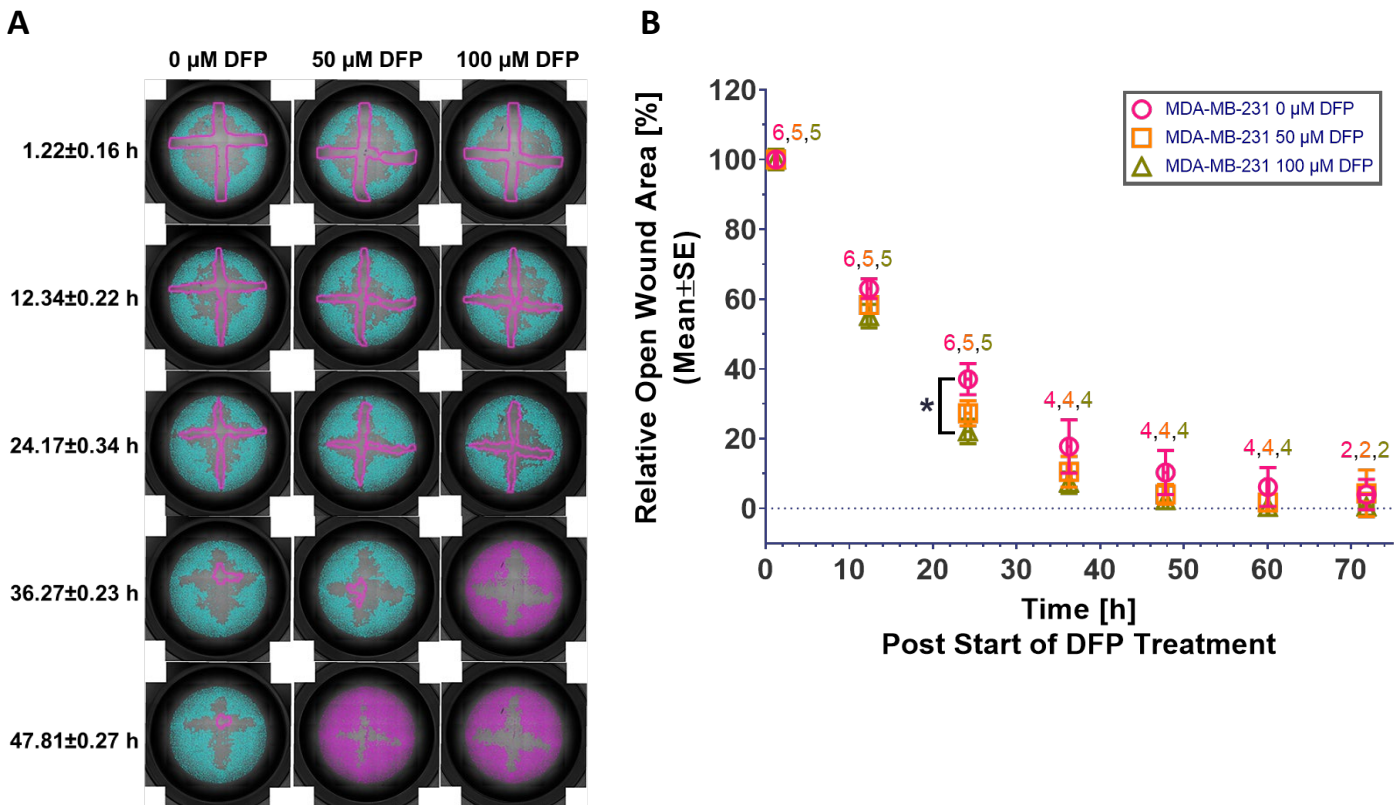 A
0 µM DFP 50 µM DFP 100 µM DFP
1.22±0.16 h
12.34±0.22 h
24.17±0.34 h
36.27±0.23 h
47.81±0.27 h
B
Relative Open Wound Area [%]
(Mean±SE)
120
100
80
60
40
20
0
6,5,5
6,5,5
6,5,5
*
4,4,4
4,4,4
4,4,4
2,2,2
MDA-MB-231 0 µM DFP
MDA-MB-231 50 µM DFP
MDA-MB-231 100 µM DFP
0 10 20 30 40 50 60 70
Time [h]
Post Start of DFP Treatment